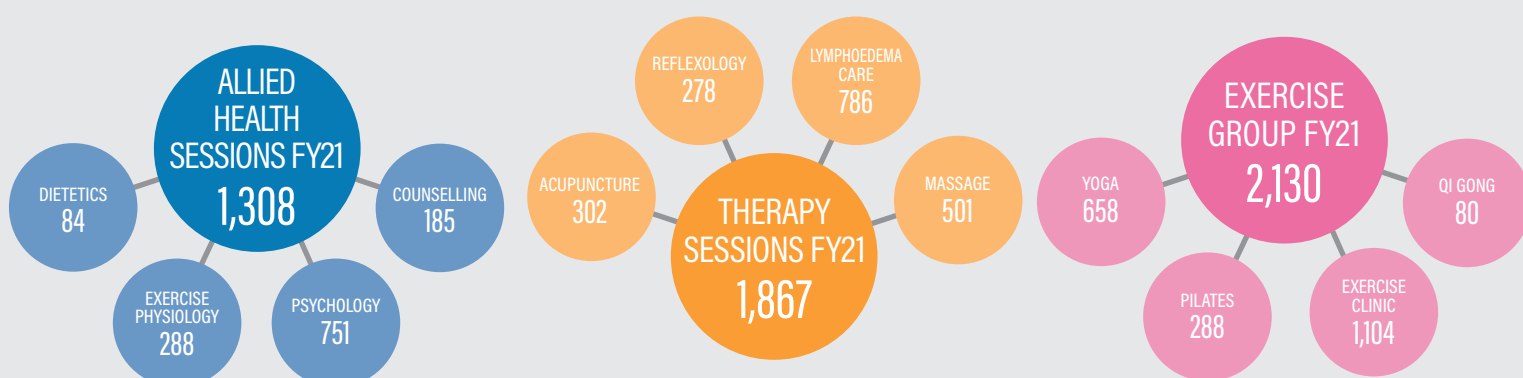 ALLIED
HEALTH
SESSIONS FY21
1,308
DIETETICS
84
EXERCISE
PHYSIOLOGY
288
PSYCHOLOGY
751
COUNSELLING
185
THERAPY
SESSIONS FY21
1,867
ACUPUNCTURE
302
REFLEXOLOGY
278
LYMPHOEDEMA
CARE
786
MASSAGE
501
EXERCISE
GROUP FY21
2,130
YOGA
658
PILATES
288
EXERCISE
CLINIC
1,104
QI GONG
80